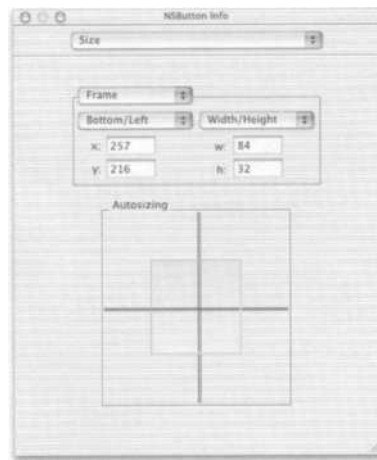 NSButton Info
Size
Frame
Bottom/Left Width/Height
x: 257 w: 84
y: 216 h: 32
Autosizing